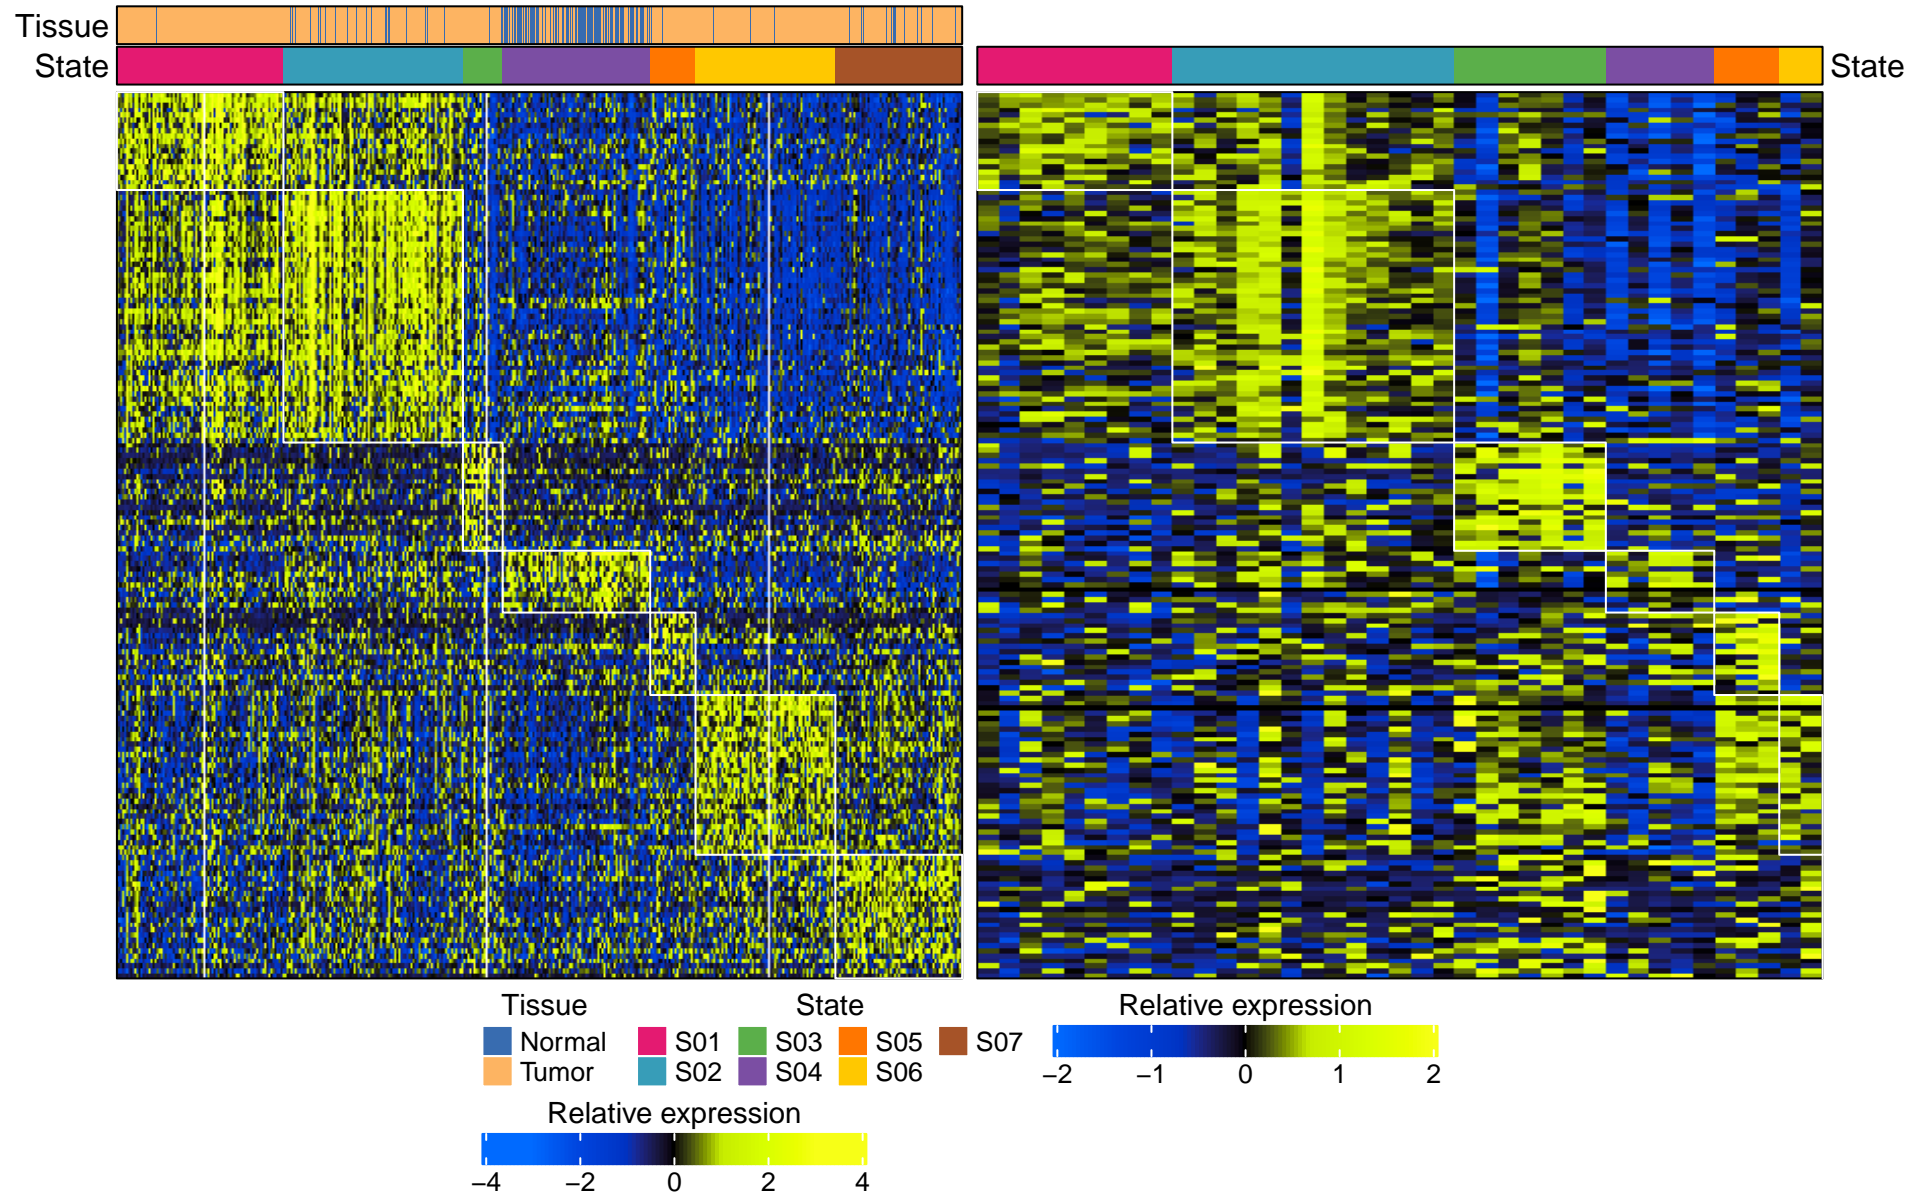 Tissue
State
State
Tissue
Normal
Tumor
State
S01 S03 S05 S07
S02 S04 S06
Relative expression
−2 −1 0 1 2
Relative expression
−4 −2 0 2 4